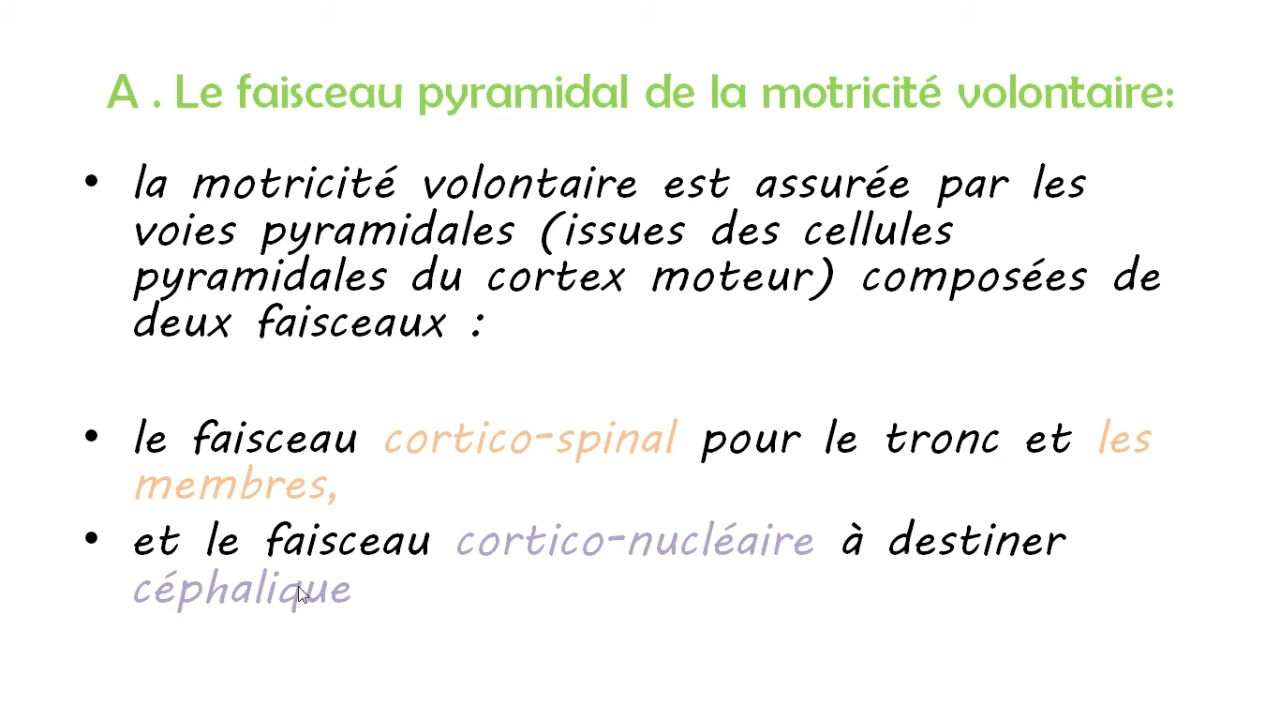 A . Le faisceau pyramidal de la motricité volontaire:
• la motricité volontaire est assurée par les
voies pyramidales (issues des cellules
pyramidales du cortex moteur) composées de
deux faisceaux :
• le faisceau cortico-spinal pour le tronc et les
membres,
• et le faisceau cortico-nucléaire à destiner
céphalique